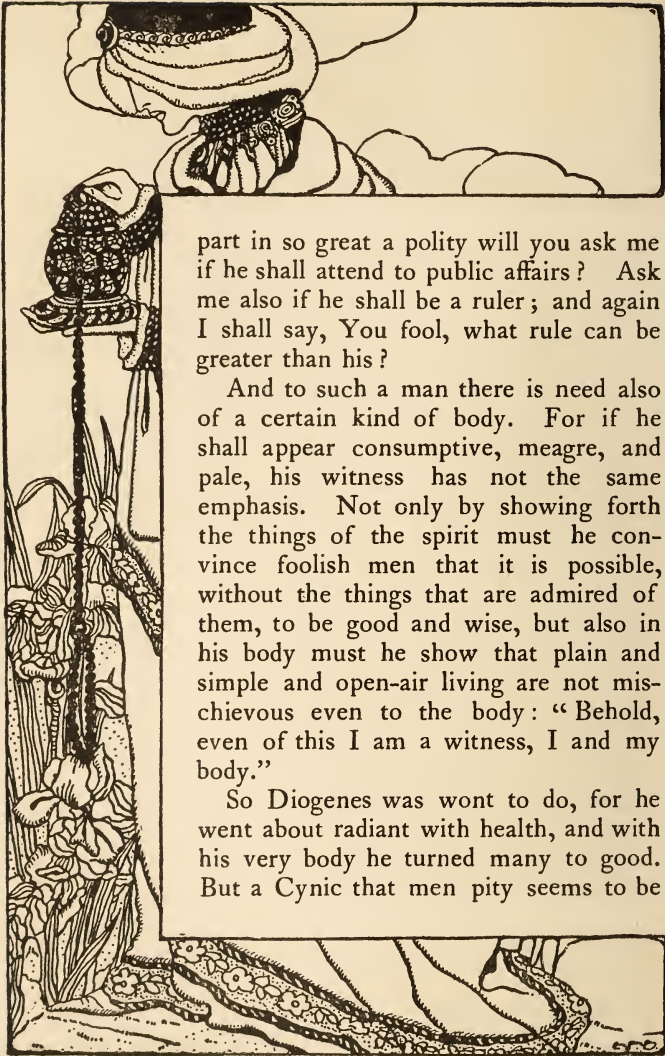 part in so great a polity will you ask me
if he shall attend to public affairs ? Ask
me also if he shall be a ruler ; and again
I shall say, You fool, what rule can be
greater than his ?
And to such a man there is need also
of a certain kind of body. For if he
shall appear consumptive, meagre, and
pale, his witness has not the same
emphasis. Not only by showing forth
the things of the spirit must he con-
vince foolish men that it is possible,
without the things that are admired of
them, to be good and wise, but also in
his body must he show that plain and
simple and open-air living are not mis-
chievous even to the body : “ Behold,
even of this I am a witness, I and my
body.”
So Diogenes was wont to do, for he
went about radiant with health, and with
his very body he turned many to good.
But a Cynic that men pity seems to be